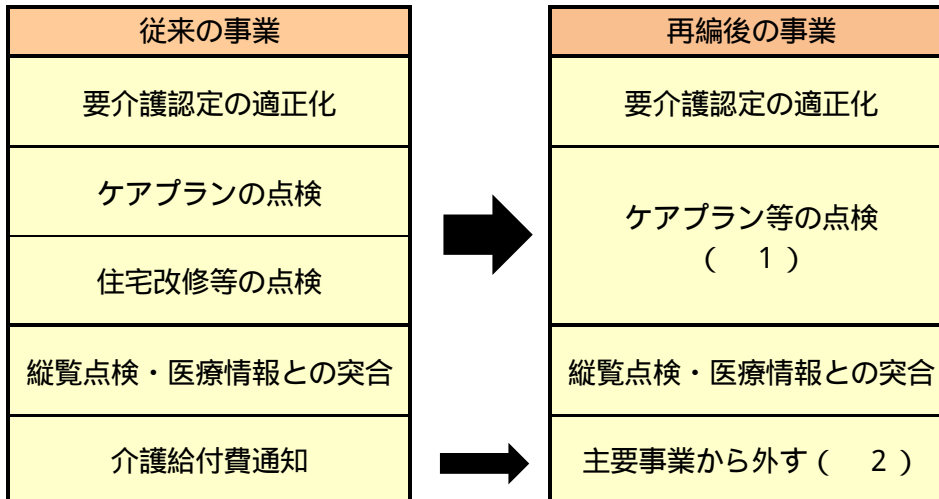 従来の事業
要介護認定の適正化
ケアプランの点検
住宅改修等の点検
縦覧点検・医療情報との突合
介護給付費通知
再編後の事業
要介護認定の適正化
ケアプラン等の点検
(　1)
縦覧点検・医療情報との突合
主要事業から外す(　2)